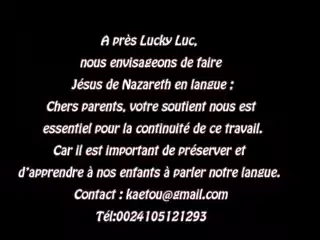 A près Lucky Luc,
nous envisageons de faire
Jésus de Nazareth en langue ;
Chers parents, votre soutient nous est
essentiel pour la continuité de ce travail.
Car il est important de préserver et
d'apprendre à nos enfants à parler notre langue.
Contact : kaetou@gmail.com
Tél:0024105121293